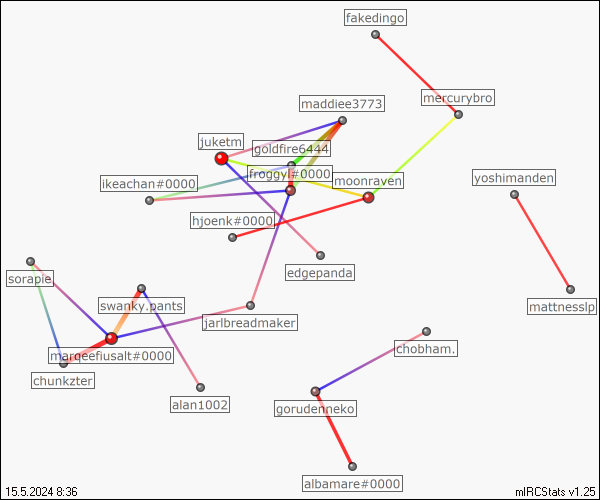 fakedingo
mercurybro
maddiee3773
juketm
goldfire6444
froggyj#0000
moonraven
yoshimanden
ikeachan#0000
hjoenk#0000
edgepanda
sorapie
swanky.pants
mattnesslp
jarlbreadmaker
marqeefiusalt#0000
chobham.
chunkzter
alan1002
gorudenneko
albamare#0000
15.5.2024 8:36
mIRCStats v1.25